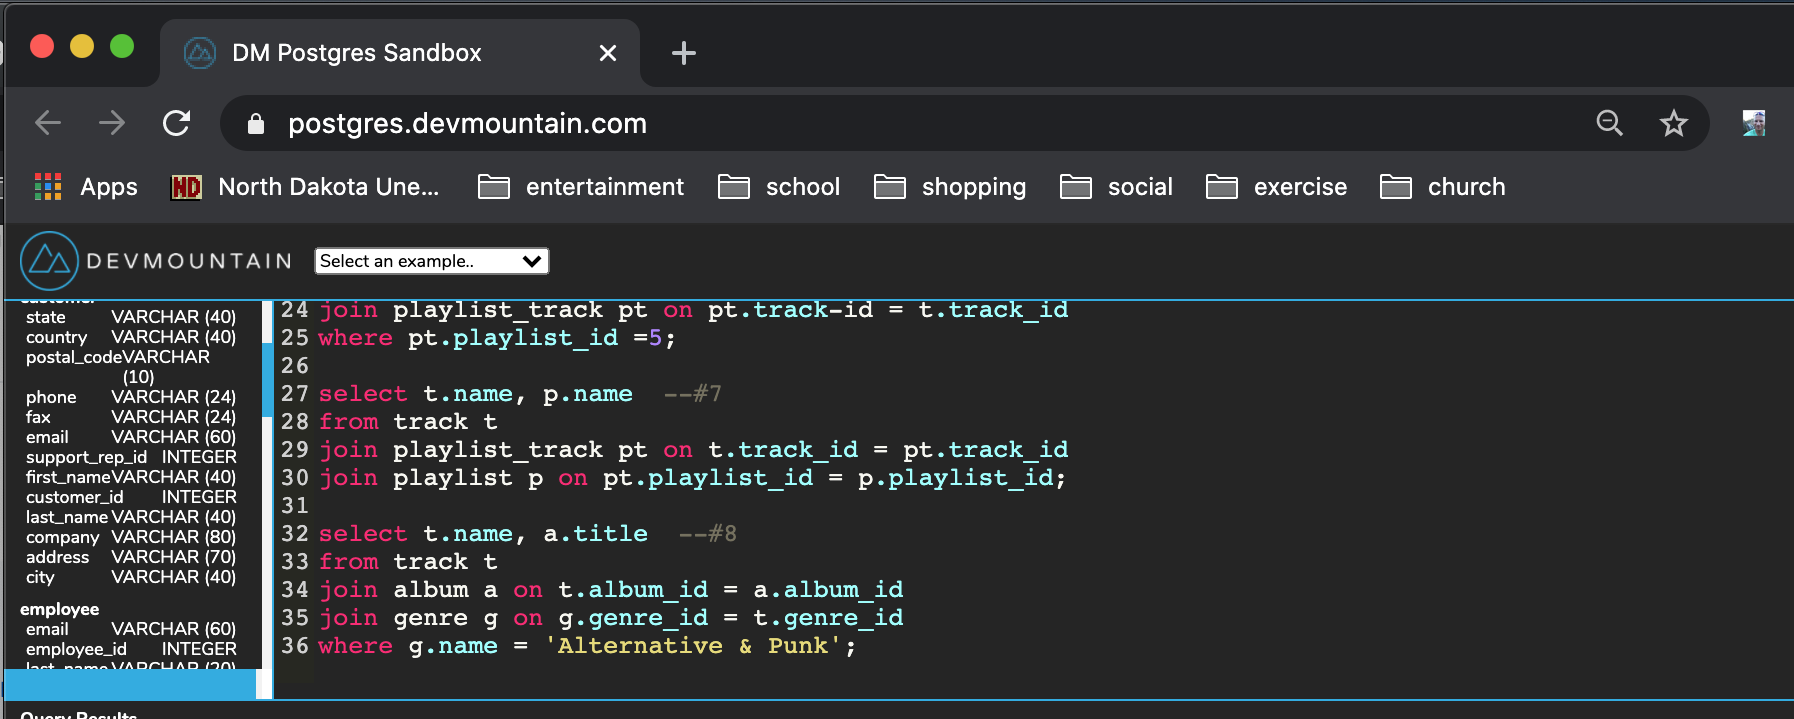 DM Postgres Sandbox
postgres.devmountain.com
Apps
HD North Dakota Une...
entertainment
school
shopping
social
exercise
church
DEVMOUNTAIN
Select an example..
customer
state VARCHAR (40)
country VARCHAR (40)
postal_code VARCHAR
(10)
phone VARCHAR (24)
fax VARCHAR (24)
email VARCHAR (60)
support_rep_id INTEGER
first_name VARCHAR (40)
customer_id INTEGER
last_name VARCHAR (40)
company VARCHAR (80)
address VARCHAR (70)
city VARCHAR (40)
employee
email VARCHAR (60)
employee_id INTEGER
last_name VARCHAR (20)
24 join playlist_track pt on pt.track-id = t.track_id
25 where pt.playlist_id =5;
26
27 select t.name, p.name  --#7
28 from track t
29 join playlist_track pt on t.track_id = pt.track_id
30 join playlist p on pt.playlist_id = p.playlist_id;
31
32 select t.name, a.title  --#8
33 from track t
34 join album a on t.album_id = a.album_id
35 join genre g on g.genre_id = t.genre_id
36 where g.name = 'Alternative & Punk';
Query Results